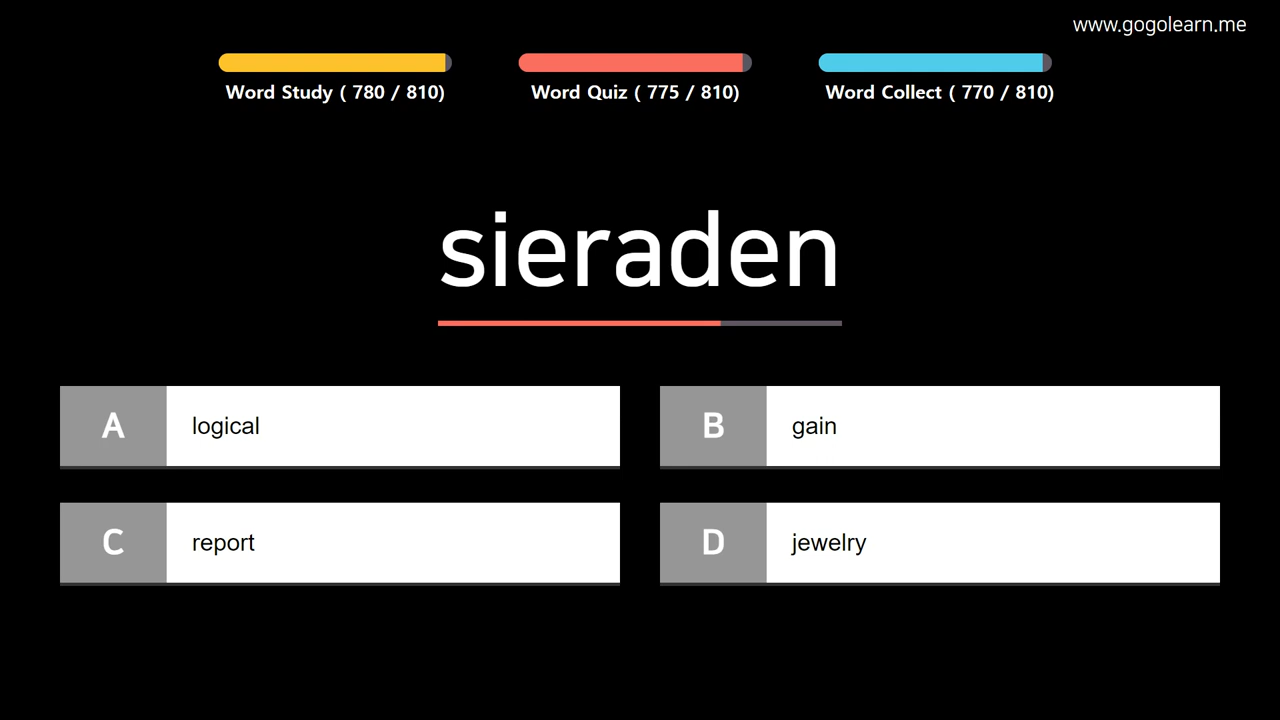 www.gogolearn.me
Word Study ( 780 / 810)
Word Quiz ( 775 / 810)
Word Collect ( 770 / 810)
sieraden
A logical
B gain
C report
D jewelry